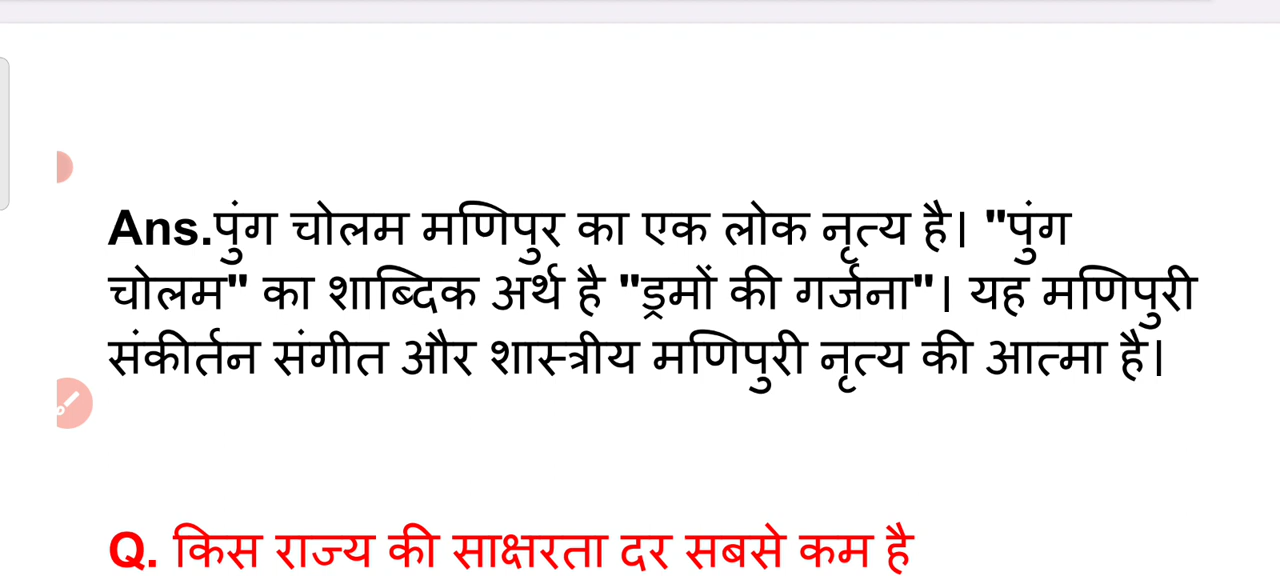 Ans.पुंग चोलम मणिपुर का एक लोक नृत्य है। "पुंग
चोलम" का शाब्दिक अर्थ है "ड्रमों की गर्जना"। यह मणिपुरी
संकीर्तन संगीत और शास्त्रीय मणिपुरी नृत्य की आत्मा है।
Q. किस राज्य की साक्षरता दर सबसे कम है